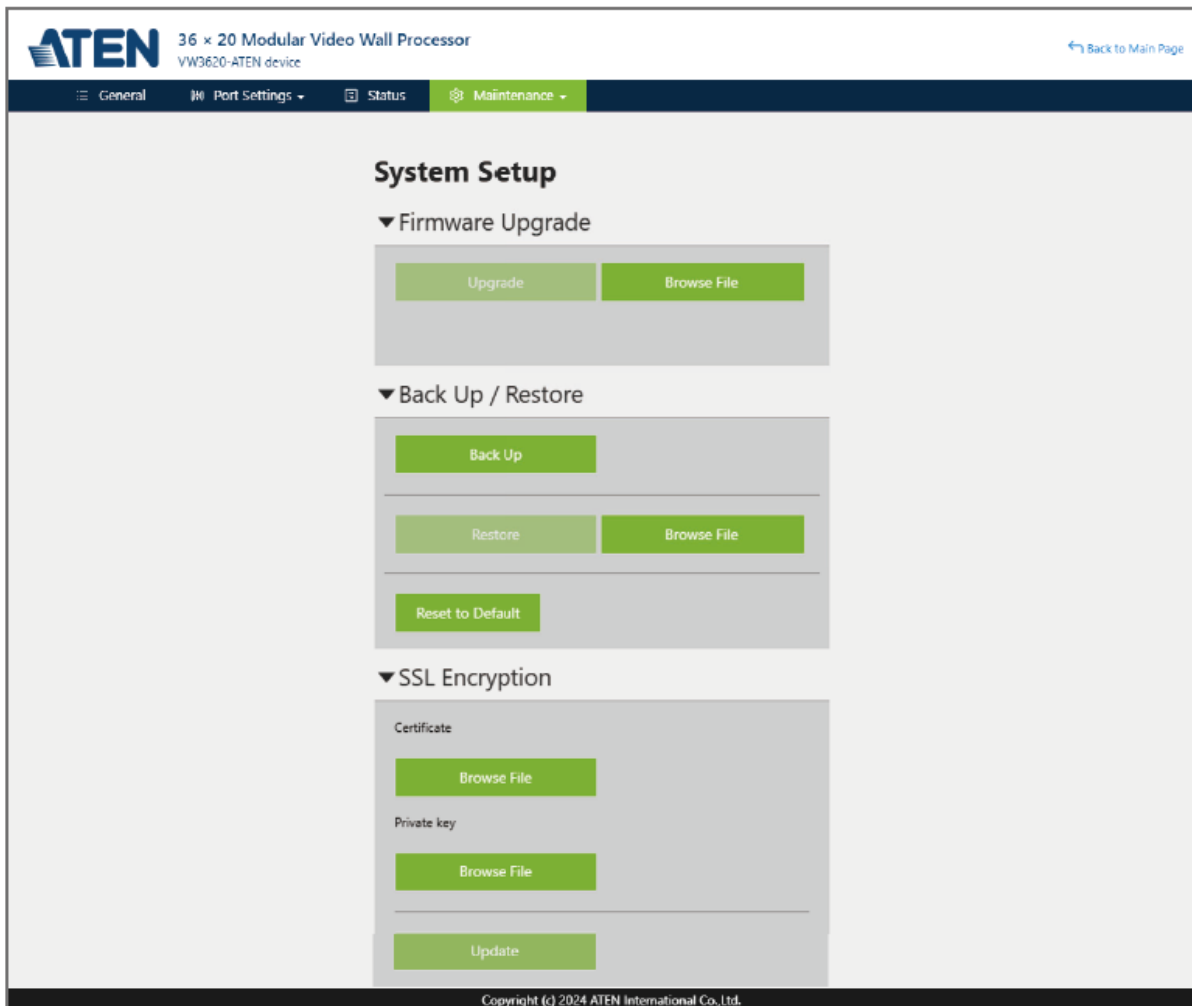 ATEN
36 × 20 Modular Video Wall Processor
VW3620-ATEN device
Back to Main Page
General Port Settings Status Maiintenance
System Setup
Firmware Upgrade
Upgrade Browse File
Back Up / Restore
Back Up
Restore Browse File
Reset to Default
SSL Encryption
Certificate
Browse File
Private key
Browse File
Update
Copyright (c) 2024 ATEN International Co.,Ltd.